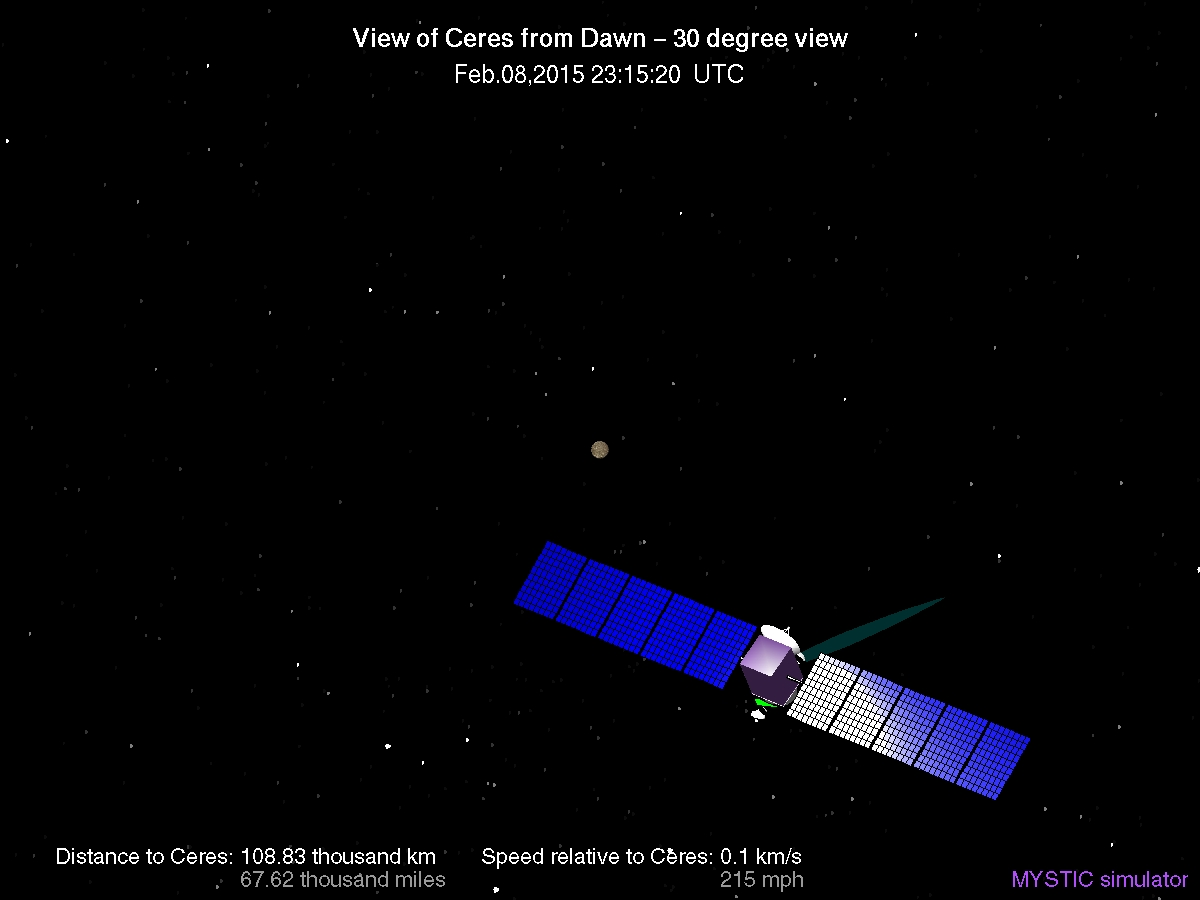 View of Ceres from Dawn – 30 degree view
Feb.08,2015 23:15:20 UTC
Distance to Ceres: 108.83 thousand km Speed relative to Ceres: 0.1 km/s
67.62 thousand miles 215 mph MYSTIC simulator